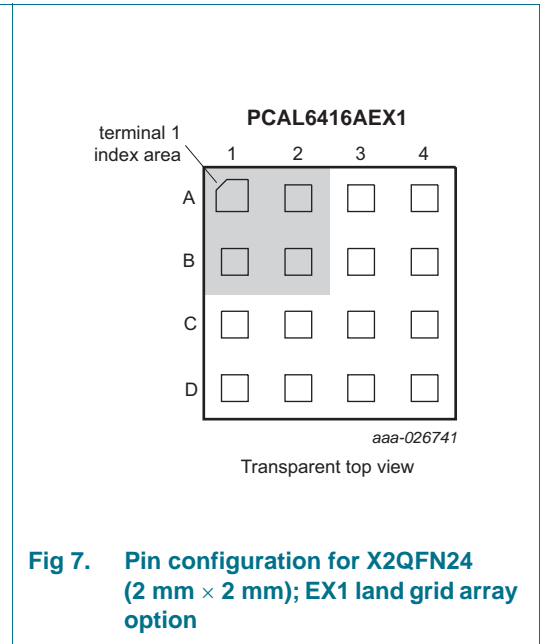 PCAL6416AEX1
terminal 1
index area
1 2 3 4
A
B
C
D
aaa-026741
Transparent top view
Fig 7. Pin configuration for X2QFN24
(2 mm × 2 mm); EX1 land grid array
option